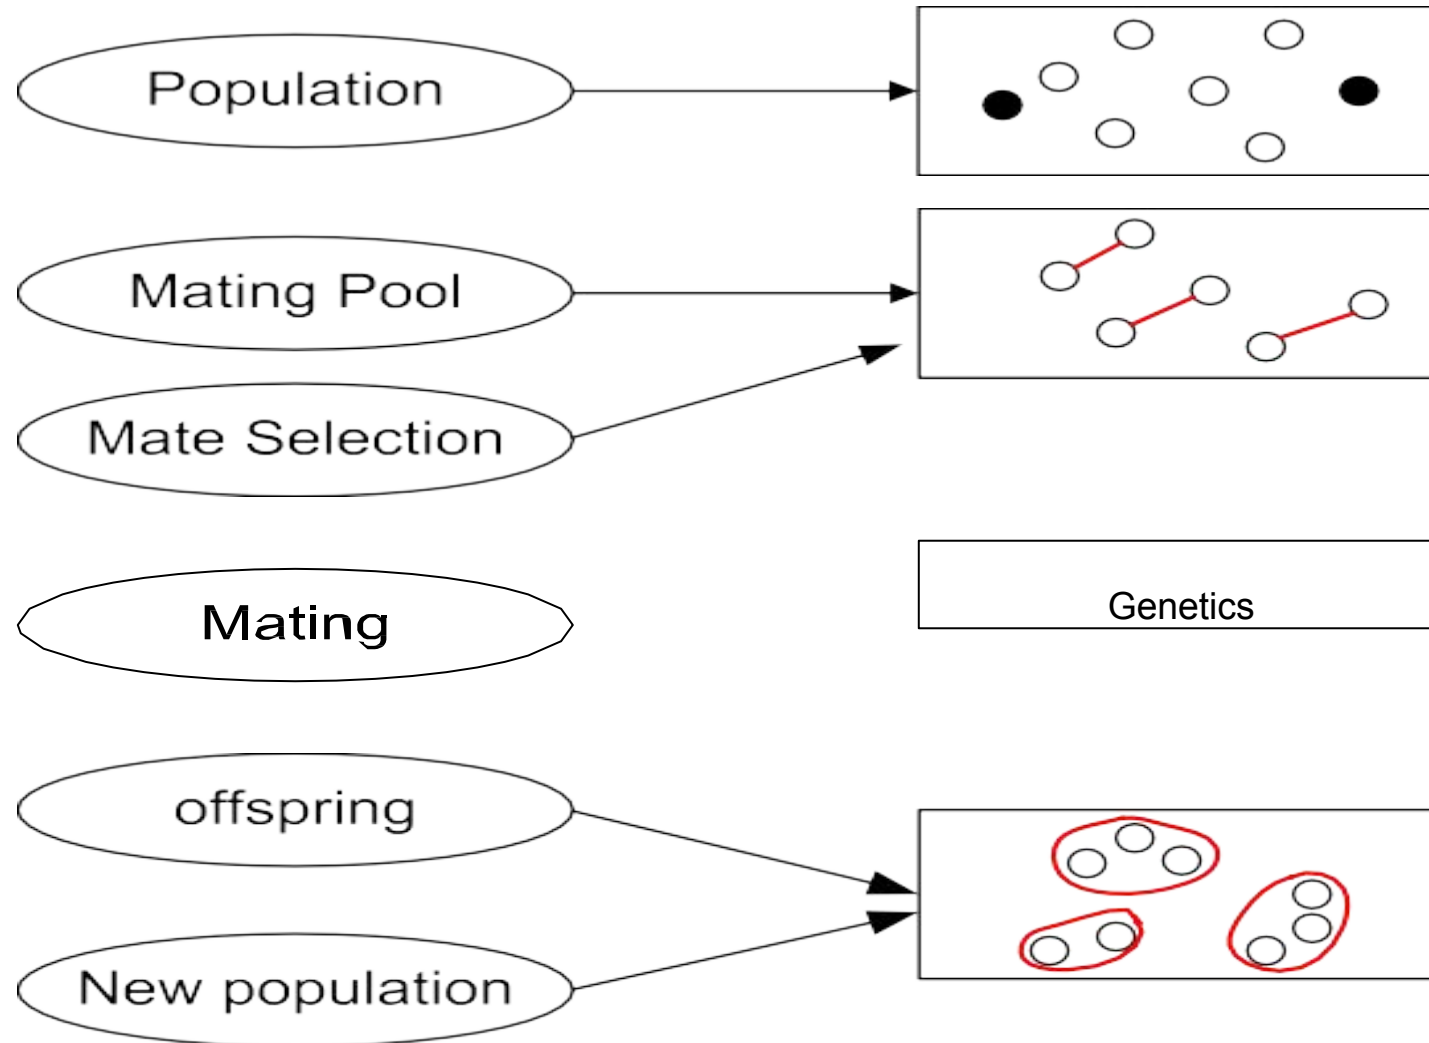 Population
Mating Pool
Mate Selection
Mating
Genetics
offspring
New population